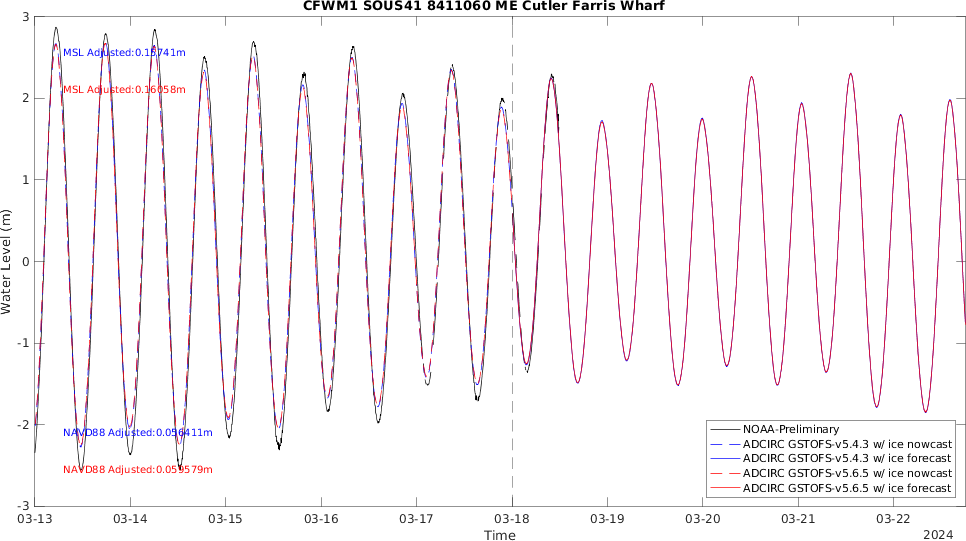 CFWM1 SOUS41 8411060 ME Cutler Farris Wharf
3
2
1
0
-1
-2
-3
Water Level (m)
MSL Adjusted:0.15741m
MSL Adjusted:0.16058m
NAVD88 Adjusted:0.056411m
NAVD88 Adjusted:0.059579m
NOAA-Preliminary
ADCIRC GSTOFS-v5.4.3 w/ ice nowcast
ADCIRC GSTOFS-v5.4.3 w/ ice forecast
ADCIRC GSTOFS-v5.6.5 w/ ice nowcast
ADCIRC GSTOFS-v5.6.5 w/ ice forecast
03-13 03-14 03-15 03-16 03-17 03-18 03-19 03-20 03-21 03-22
Time
2024